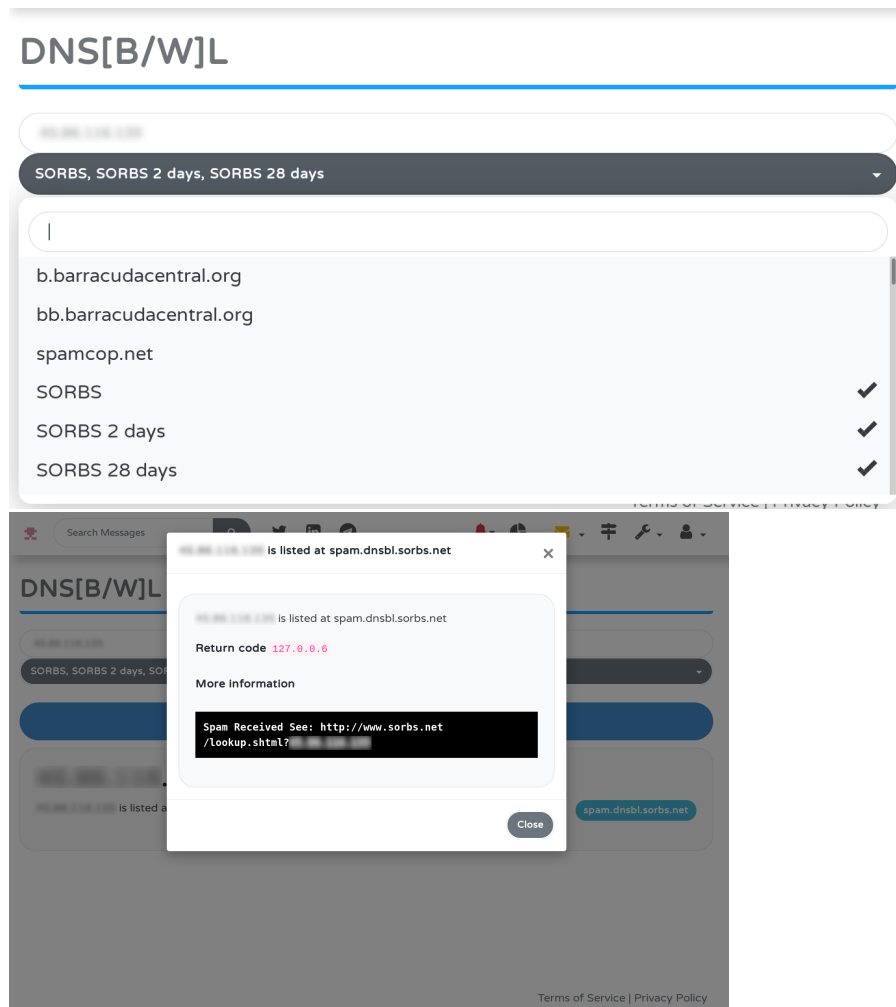 DNS[B/W]L
SORBS, SORBS 2 days, SORBS 28 days
b.barracudacentral.org
bb.barracudacentral.org
spamcop.net
SORBS
SORBS 2 days
SORBS 28 days
Terms of Service | Privacy Policy
Search Messages
is listed at spam.dnsbl.sorbs.net
×
DNS[B/W]L
is listed at spam.dnsbl.sorbs.net
Return code 127.0.0.6
SORBS, SORBS 2 days, SOR
More information
Spam Received See: http://www.sorbs.net
/lookup.shtml?
is listed a
spam.dnsbl.sorbs.net
Close
Terms of Service | Privacy Policy